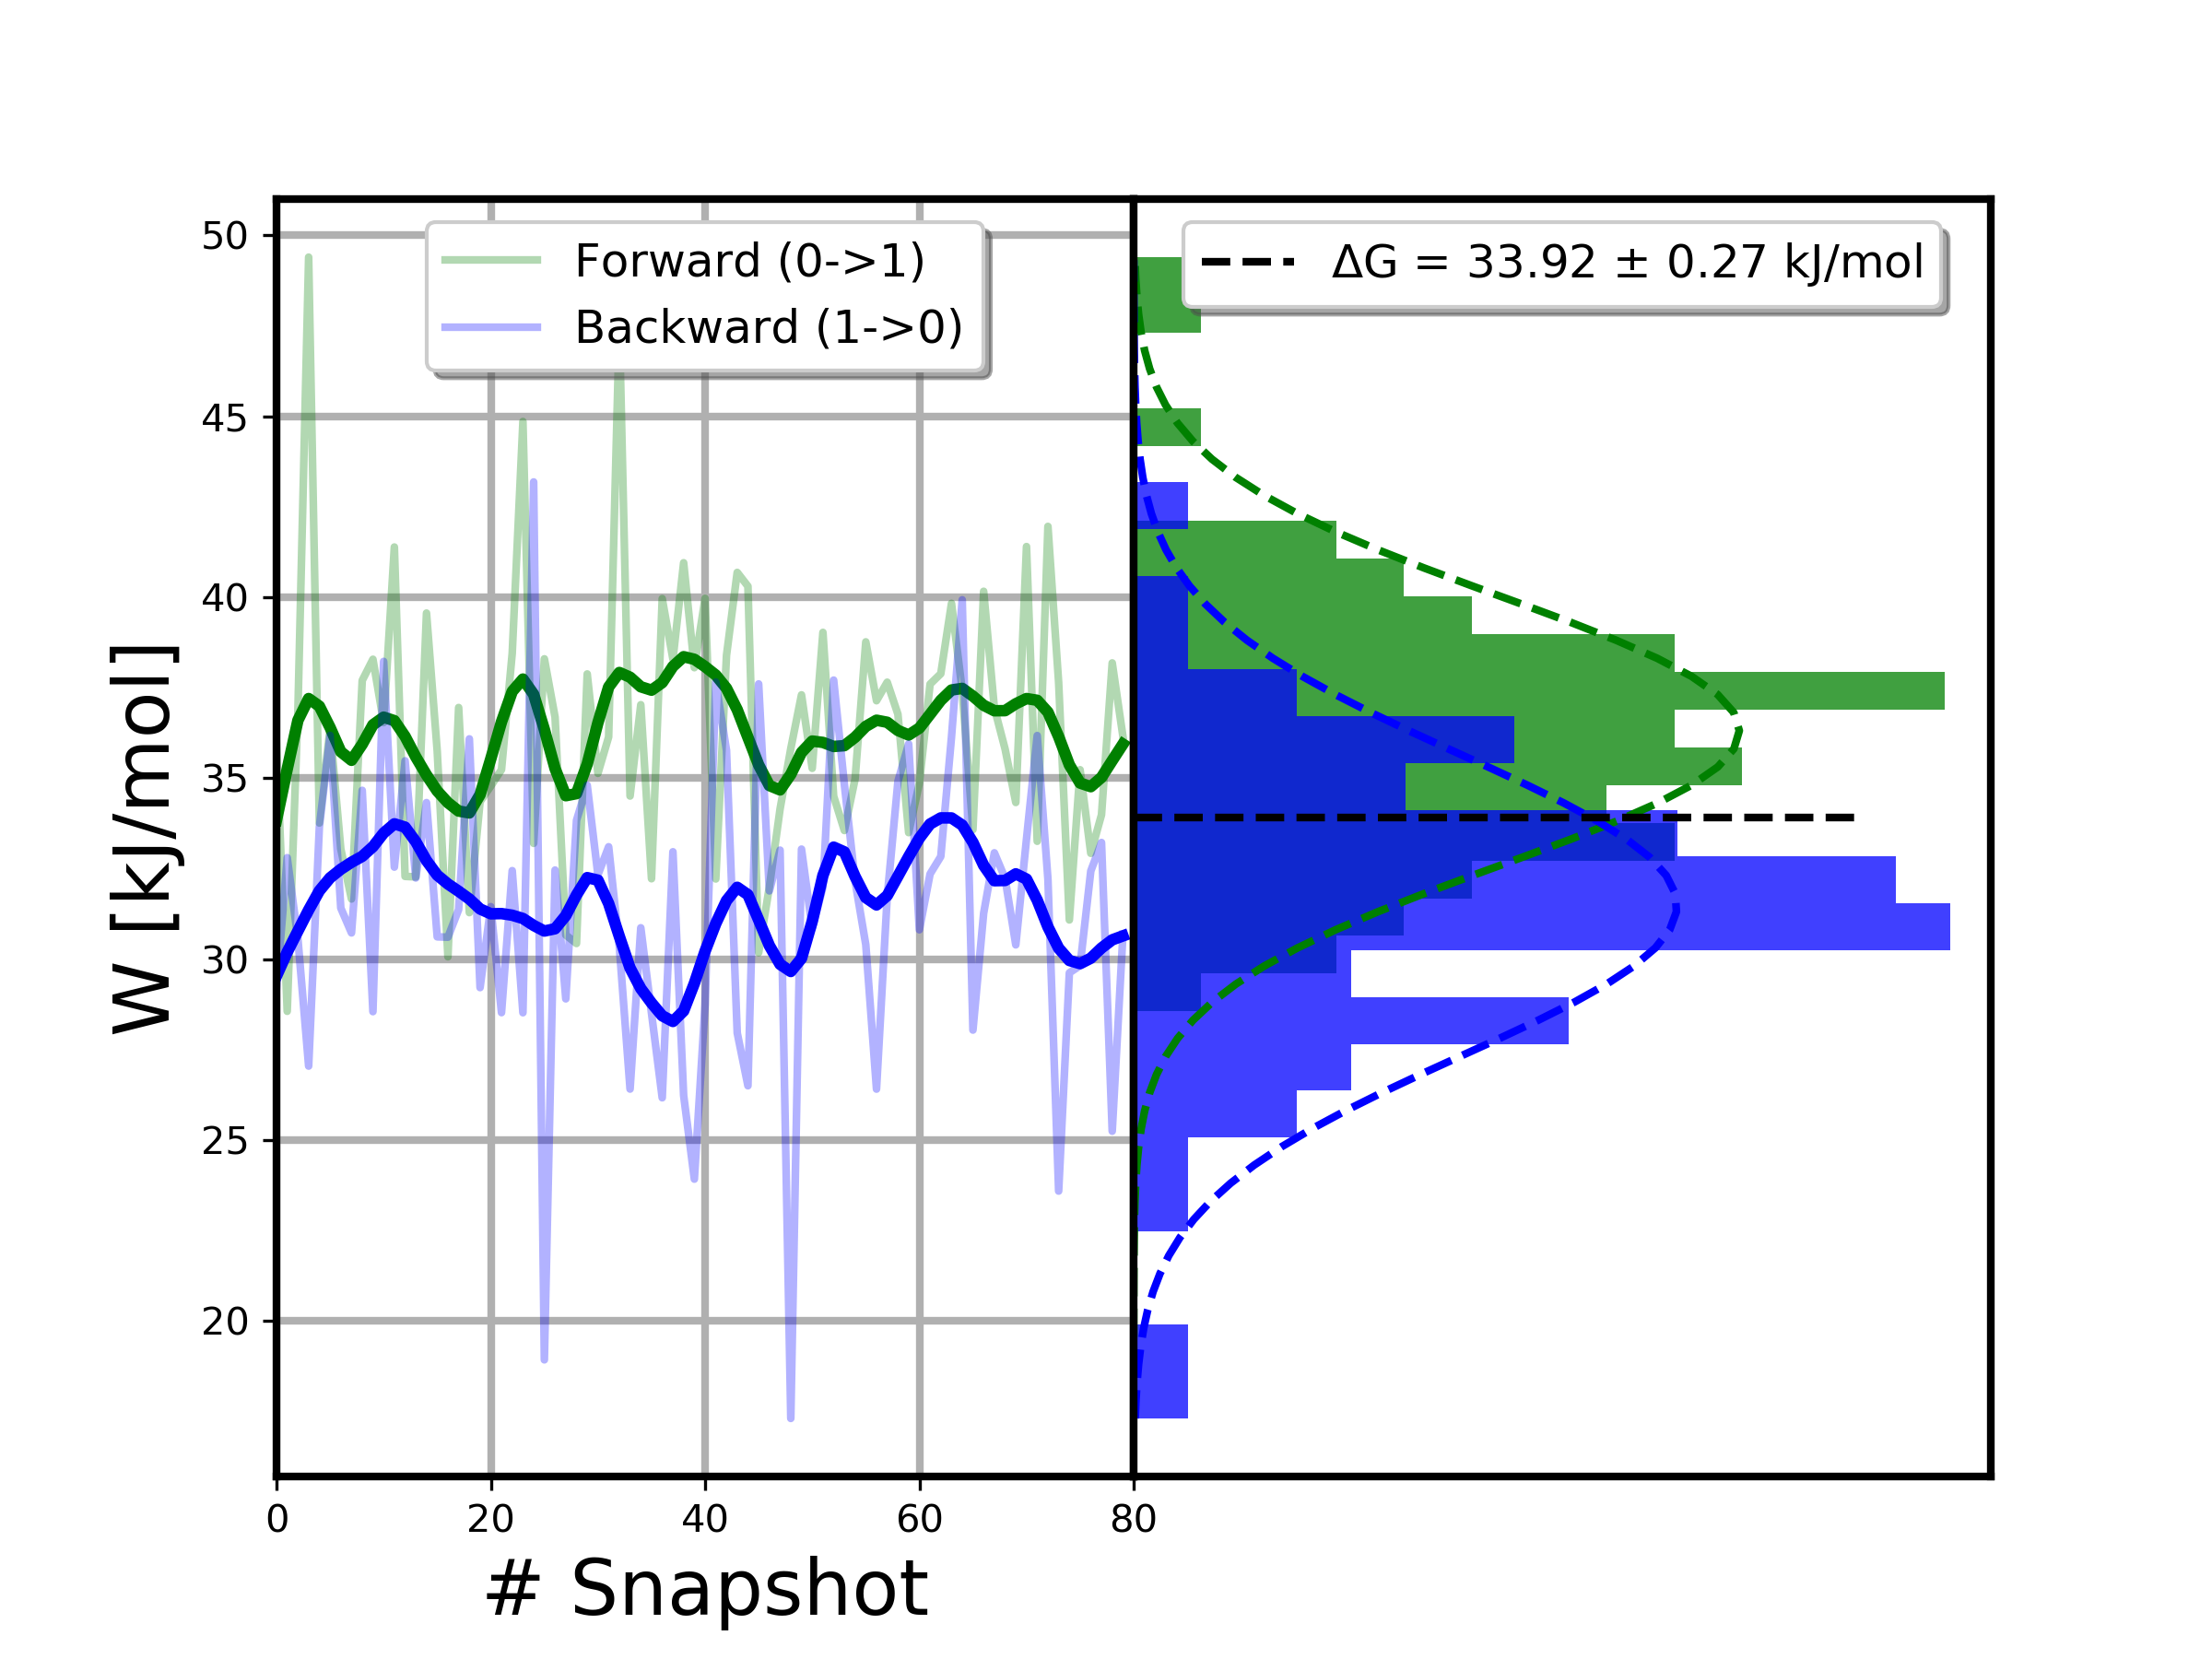 Forward (0->1)
Backward (1->0)
ΔG = 33.92 ± 0.27 kJ/mol
50
45
40
35
30
25
20
W [kJ/mol]
0
20
40
60
80
# Snapshot